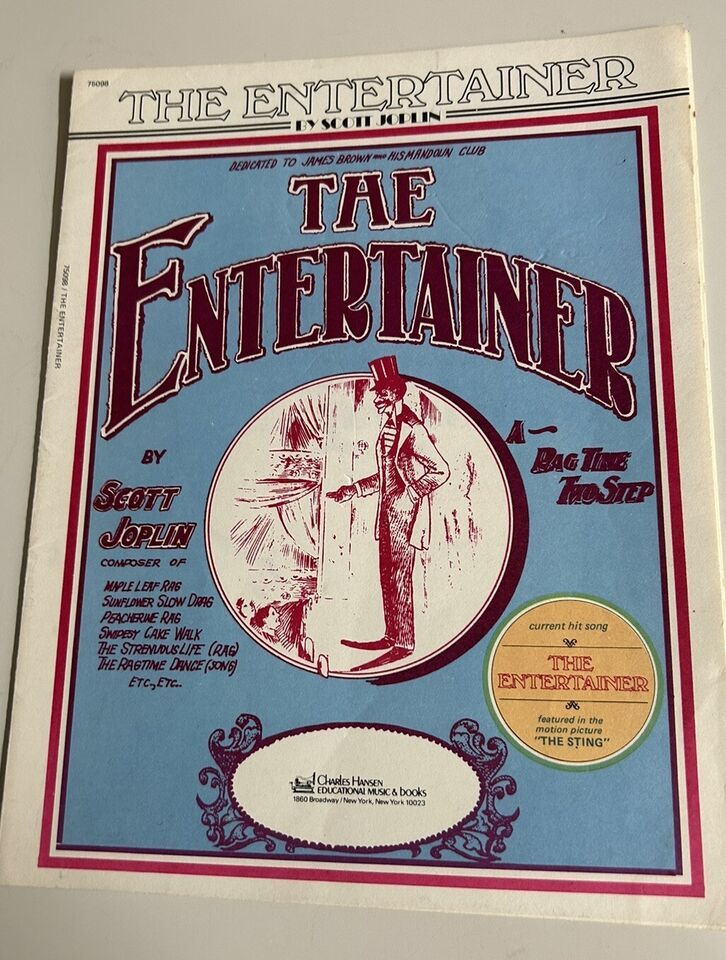 75098
THE ENTERTAINER
BY SCOTT JOPLIN
DEDICATED TO JAMES BROWN AND HIS MANDOLIN CLUB
THE
ENTERTAINER
75098 / THE ENTERTAINER
BY
SCOTT
JOPLIN
COMPOSER OF
MAPLE LEAF RAG
SUNFLOWER SLOW DRAG
PEACHERINE RAG
SWIPESY CAKE WALK
THE STRENUOUS LIFE (RAG)
THE RAGTIME DANCE (SONG)
ETC., ETC..
A—
RAG TIME
TWO STEP
current hit song
THE
ENTERTAINER
featured in the
motion picture
"THE STING"
CHARLES HANSEN
EDUCATIONAL MUSIC & books
1860 Broadway / New York, New York 10023